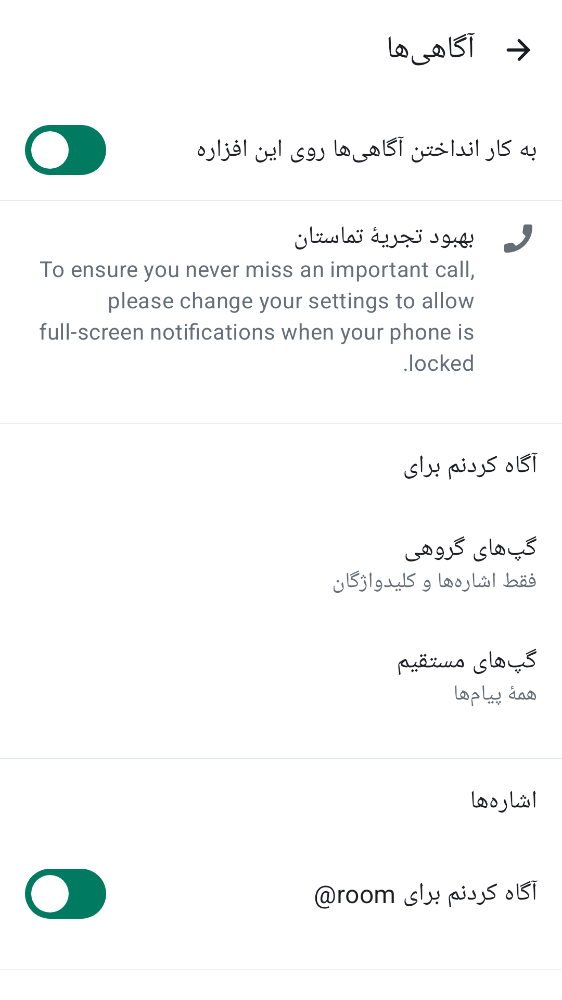 آگاهی‌ها
به کار انداختن آگاهی‌ها روی این افزاره
بهبود تجربهٔ تماستان
To ensure you never miss an important call,
please change your settings to allow
full-screen notifications when your phone is
locked.
آگاه کردنم برای
گپ‌های گروهی
فقط اشاره‌ها و کلیدواژگان
گپ‌های مستقیم
همهٔ پیام‌ها
اشاره‌ها
آگاه کردنم برای @room